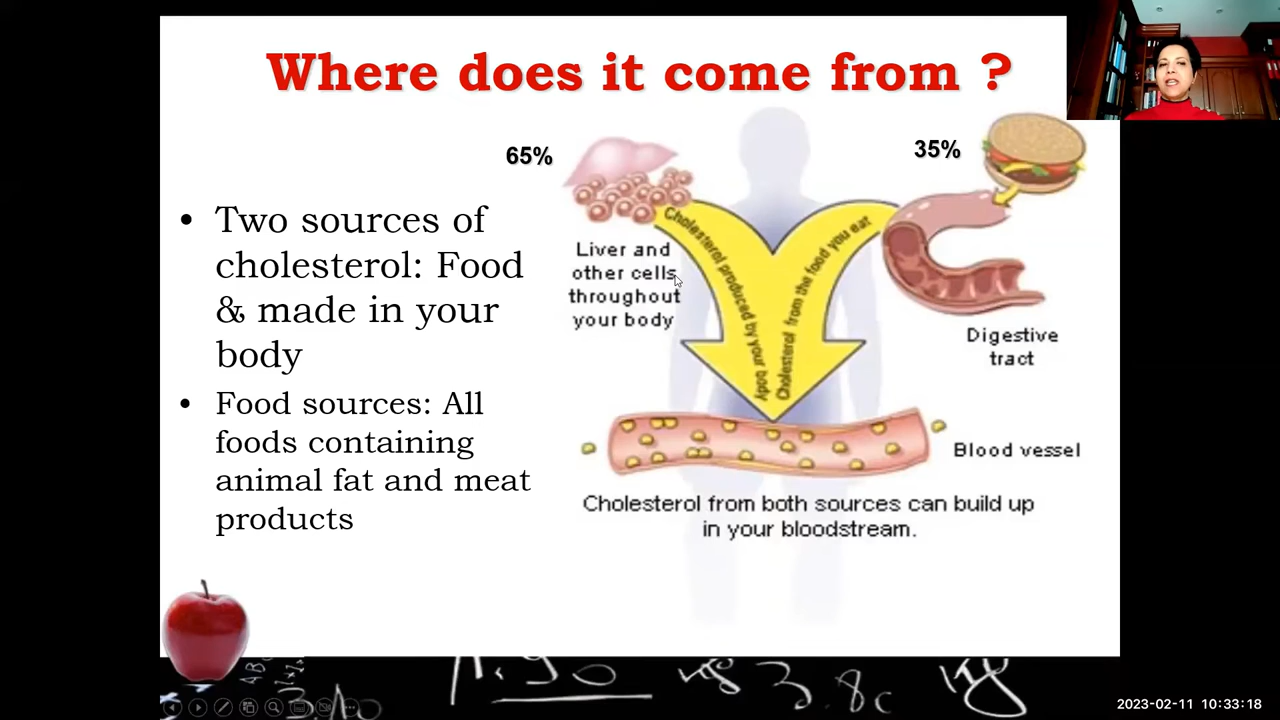 Where does it come from ?
65%
35%
• Two sources of
cholesterol: Food
& made in your
body
• Food sources: All
foods containing
animal fat and meat
products
Liver and
other cells
throughout
your body
Cholesterol produced by your body
Cholesterol from the food you eat
Digestive
tract
Blood vessel
Cholesterol from both sources can build up
in your bloodstream.
2023-02-11 10:33:18